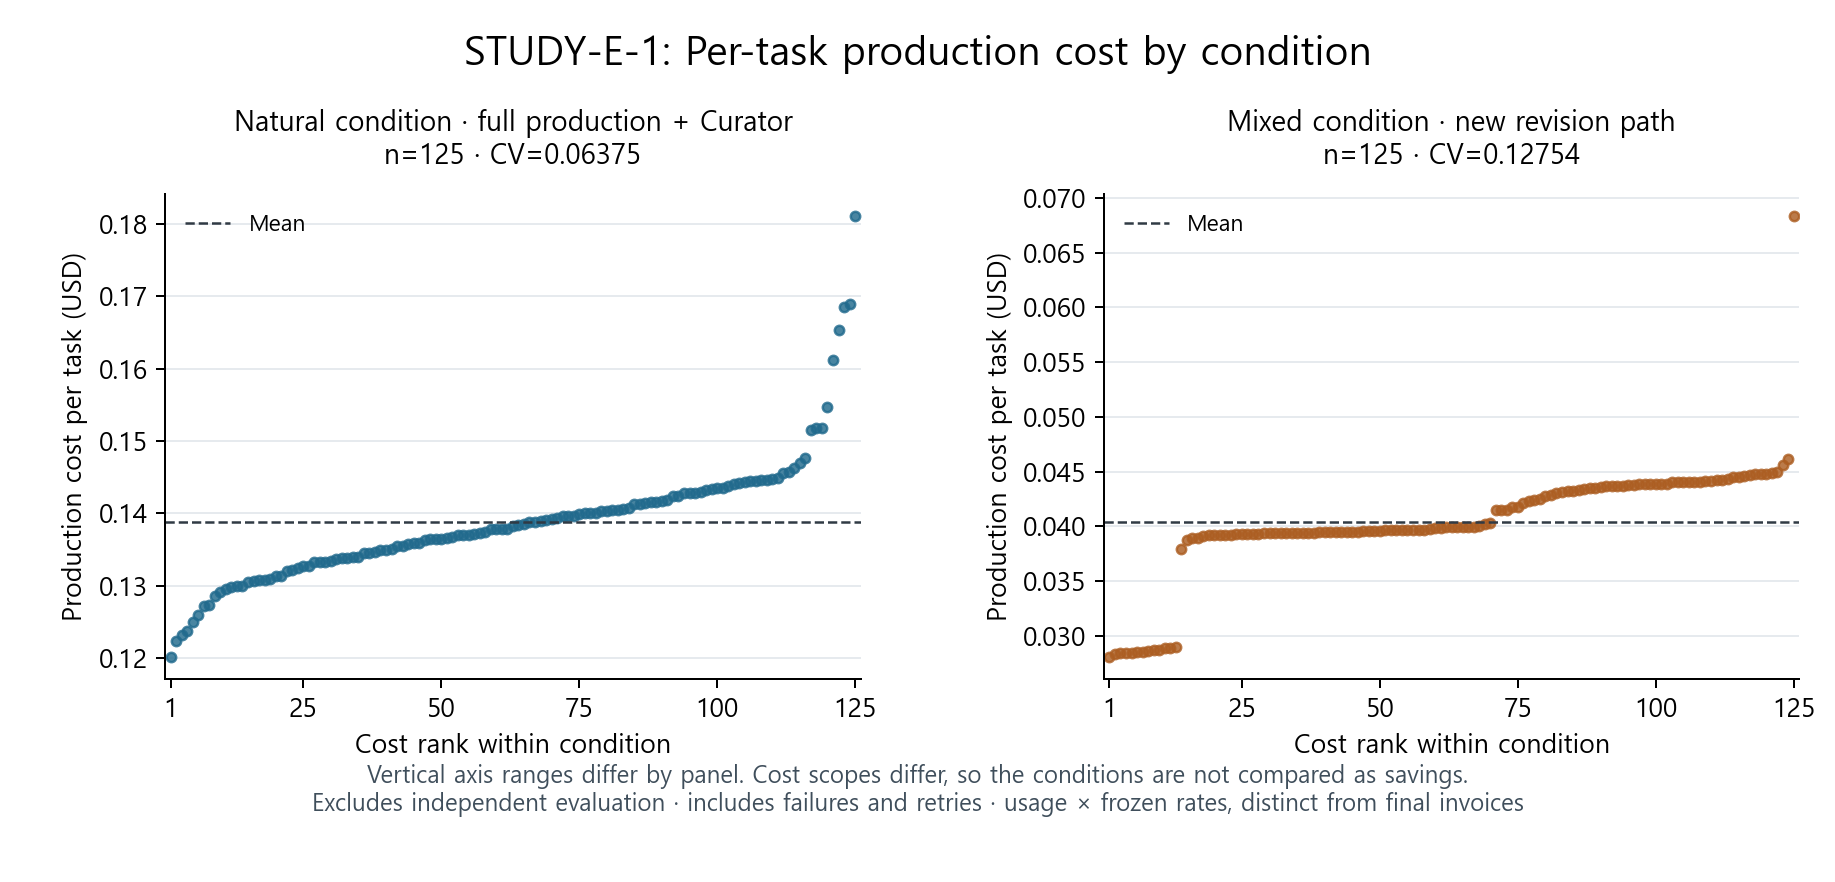 STUDY-E-1: Per-task production cost by condition
Natural condition · full production + Curator
n=125 · CV=0.06375
Production cost per task (USD)
0.18
0.17
0.16
0.15
0.14
0.13
0.12
Mean
1
25
50
75
100
125
Cost rank within condition
Mixed condition · new revision path
n=125 · CV=0.12754
Production cost per task (USD)
0.070
0.065
0.060
0.055
0.050
0.045
0.040
0.035
0.030
Mean
1
25
50
75
100
125
Cost rank within condition
Vertical axis ranges differ by panel. Cost scopes differ, so the conditions are not compared as savings.
Excludes independent evaluation · includes failures and retries · usage × frozen rates, distinct from final invoices